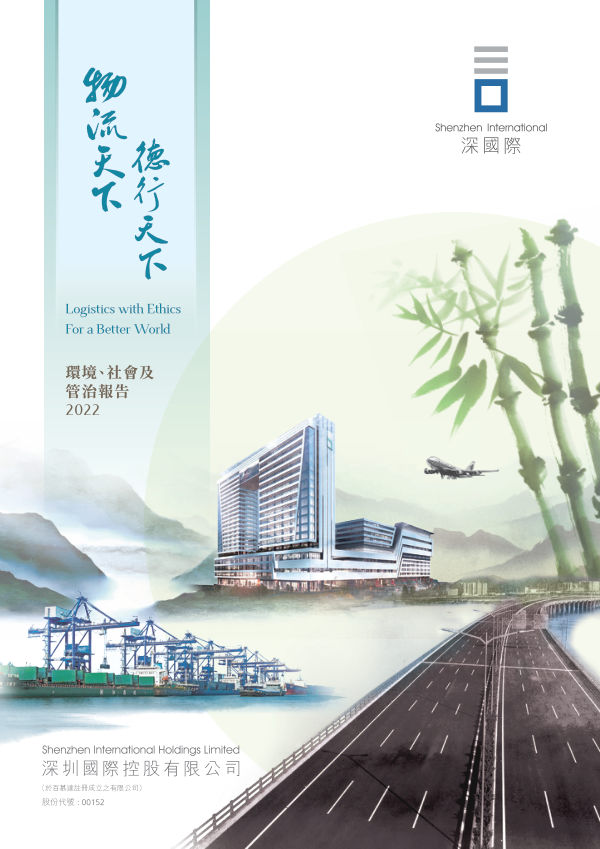 物流天下
德行天下
Logistics with Ethics
For a Better World
環境、社會及
管治報告
2022
Shenzhen International
深國際
Shenzhen International Holdings Limited
深圳國際控股有限公司
（於百慕達註冊成立之有限公司）
股份代號 : 00152